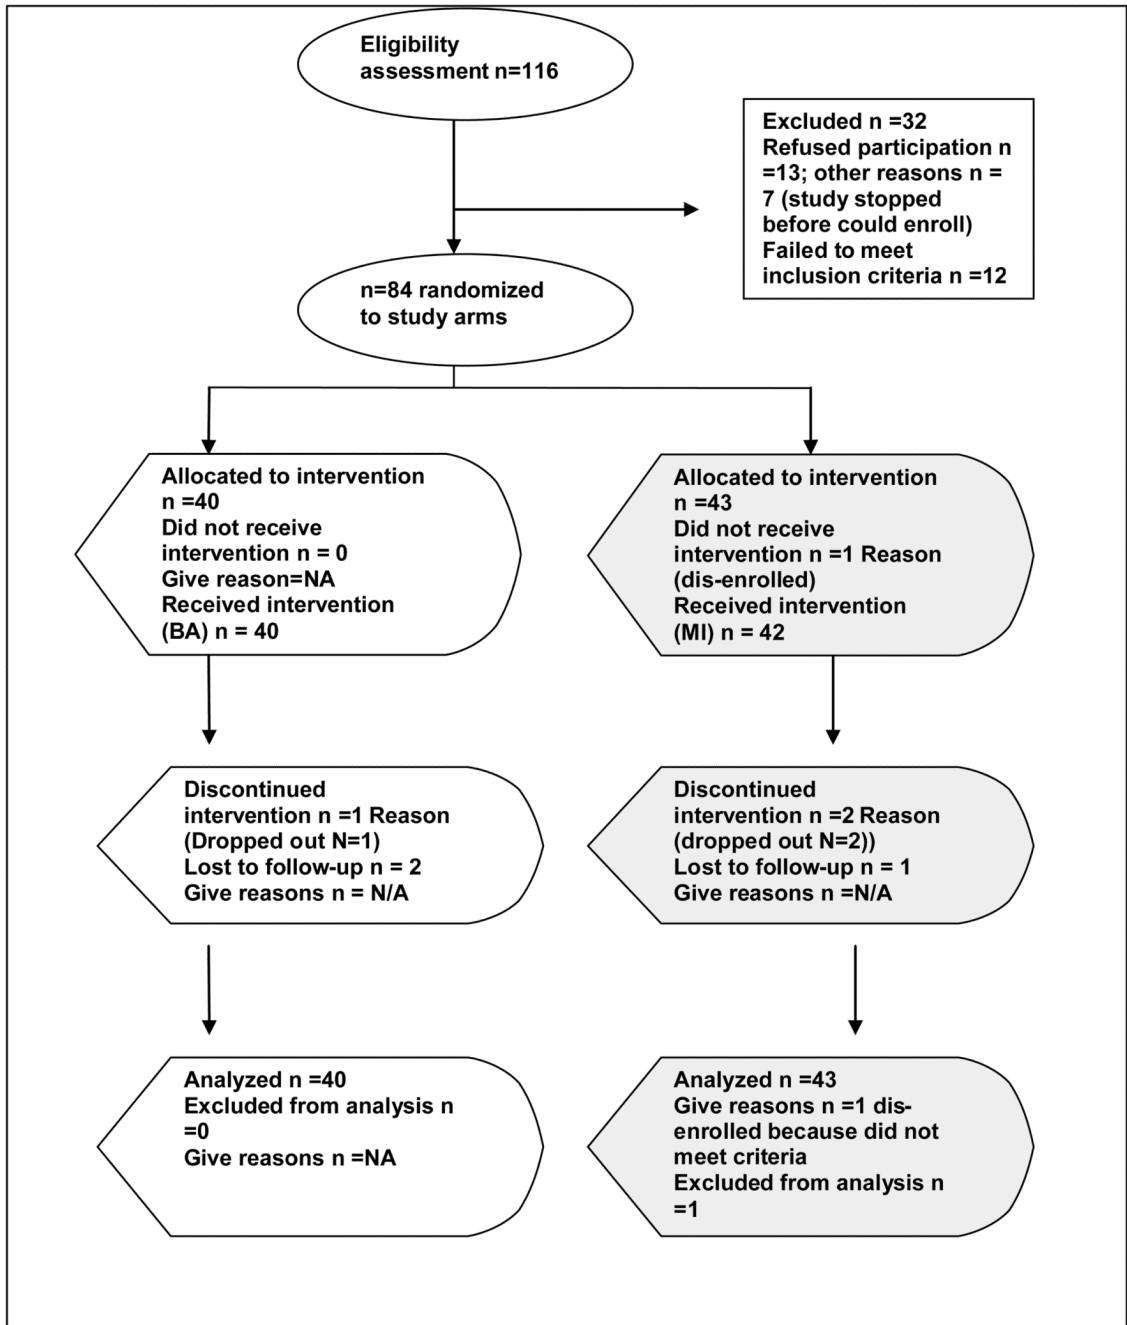 Eligibility
assessment n=116
Excluded n =32
Refused participation n
=13; other reasons n =
7 (study stopped
before could enroll)
Failed to meet
inclusion criteria n =12
n=84 randomized
to study arms
Allocated to intervention
n =40
Did not receive
intervention n = 0
Give reason=NA
Received intervention
(BA) n = 40
Allocated to intervention
n =43
Did not receive
intervention n =1 Reason
(dis-enrolled)
Received intervention
(MI) n = 42
Discontinued
intervention n =1 Reason
(Dropped out N=1)
Lost to follow-up n = 2
Give reasons n = N/A
Discontinued
intervention n =2 Reason
(dropped out N=2))
Lost to follow-up n = 1
Give reasons n =N/A
Analyzed n =40
Excluded from analysis n
=0
Give reasons n =NA
Analyzed n =43
Give reasons n =1 dis-
enrolled because did not
meet criteria
Excluded from analysis n
=1